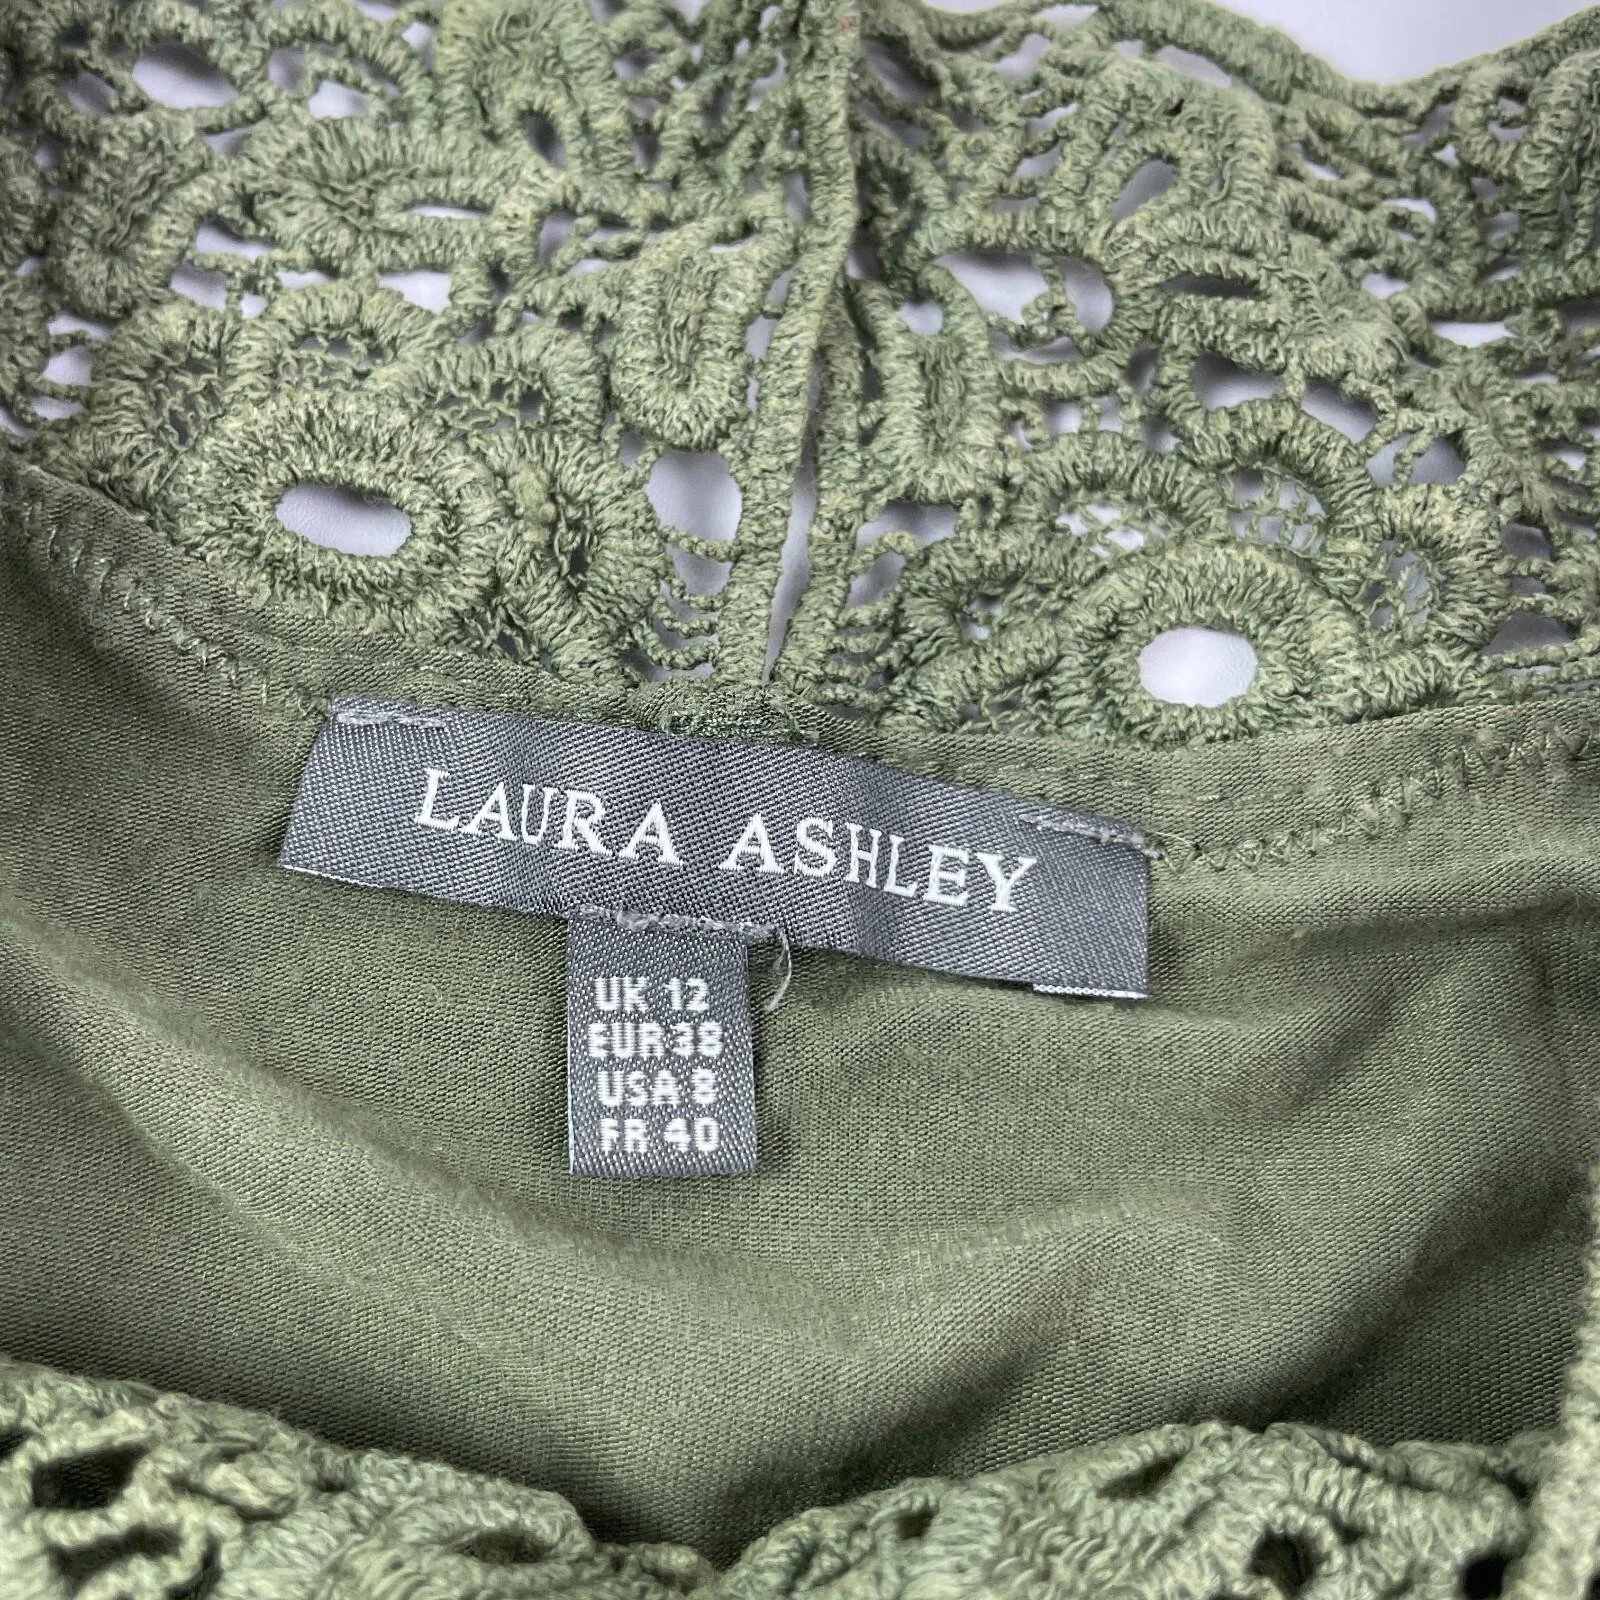 LAURA ASHLEY
UK 12
EUR 38
USA 8
FR 40